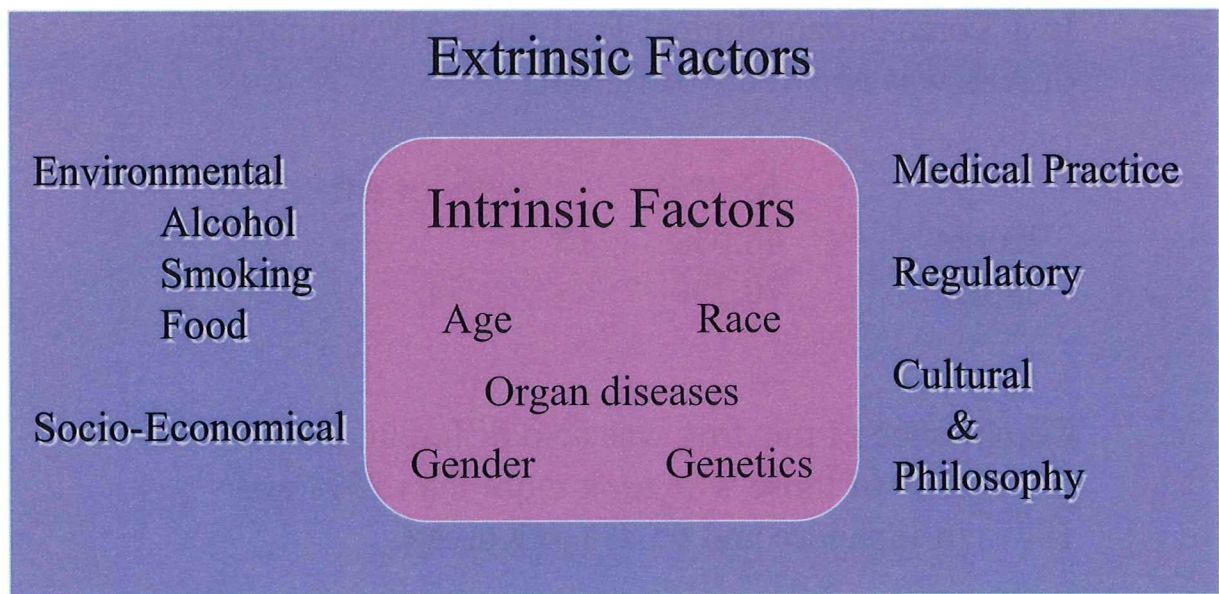 Extrinsic Factors
Environmental
Alcohol
Smoking
Food
Socio-Economical
Intrinsic Factors
Age Race
Organ diseases
Gender Genetics
Medical Practice
Regulatory
Cultural
&
Philosophy